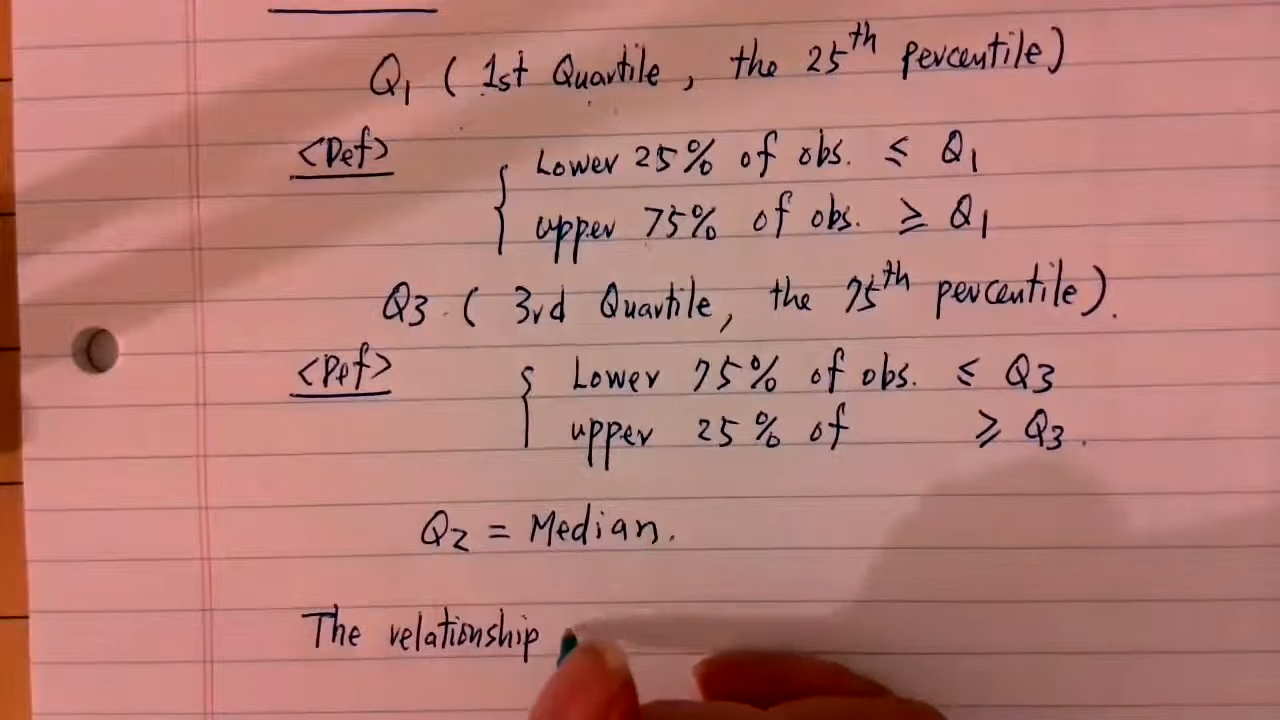 Q1 ( 1st Quartile, the 25th percentile)
<Def>
Lower 25% of obs. ≤ Q1
upper 75% of obs. ≥ Q1
Q3. ( 3rd Quartile, the 75th percentile).
<Def>
Lower 75% of obs. ≤ Q3
upper 25% of ≥ Q3.
Q2 = Median.
The relationship